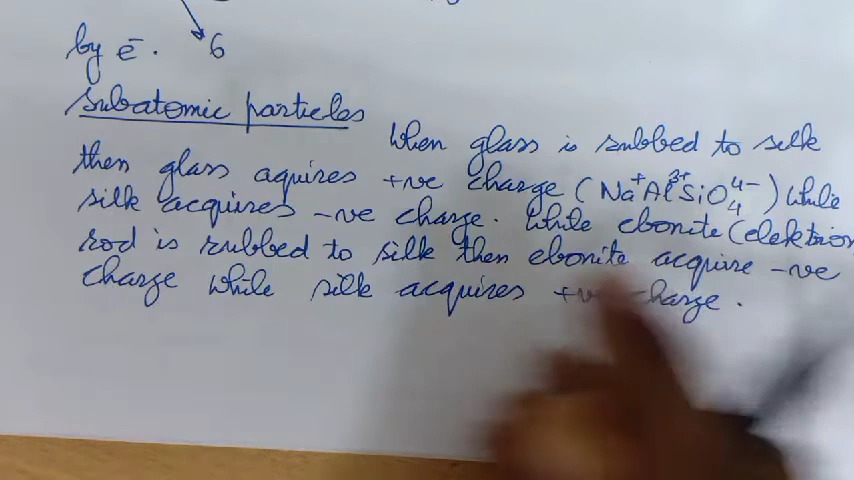 by e⁻. 6
subatomic particles
When glass is rubbed to silk
then glass aquires +ve charge (Na⁺Al³⁺SiO₄⁴⁻) While
silk acquires -ve charge. While ebonite (elektrion
rod is rubbed to silk then ebonite acquire -ve
charge while silk acquires +ve charge.